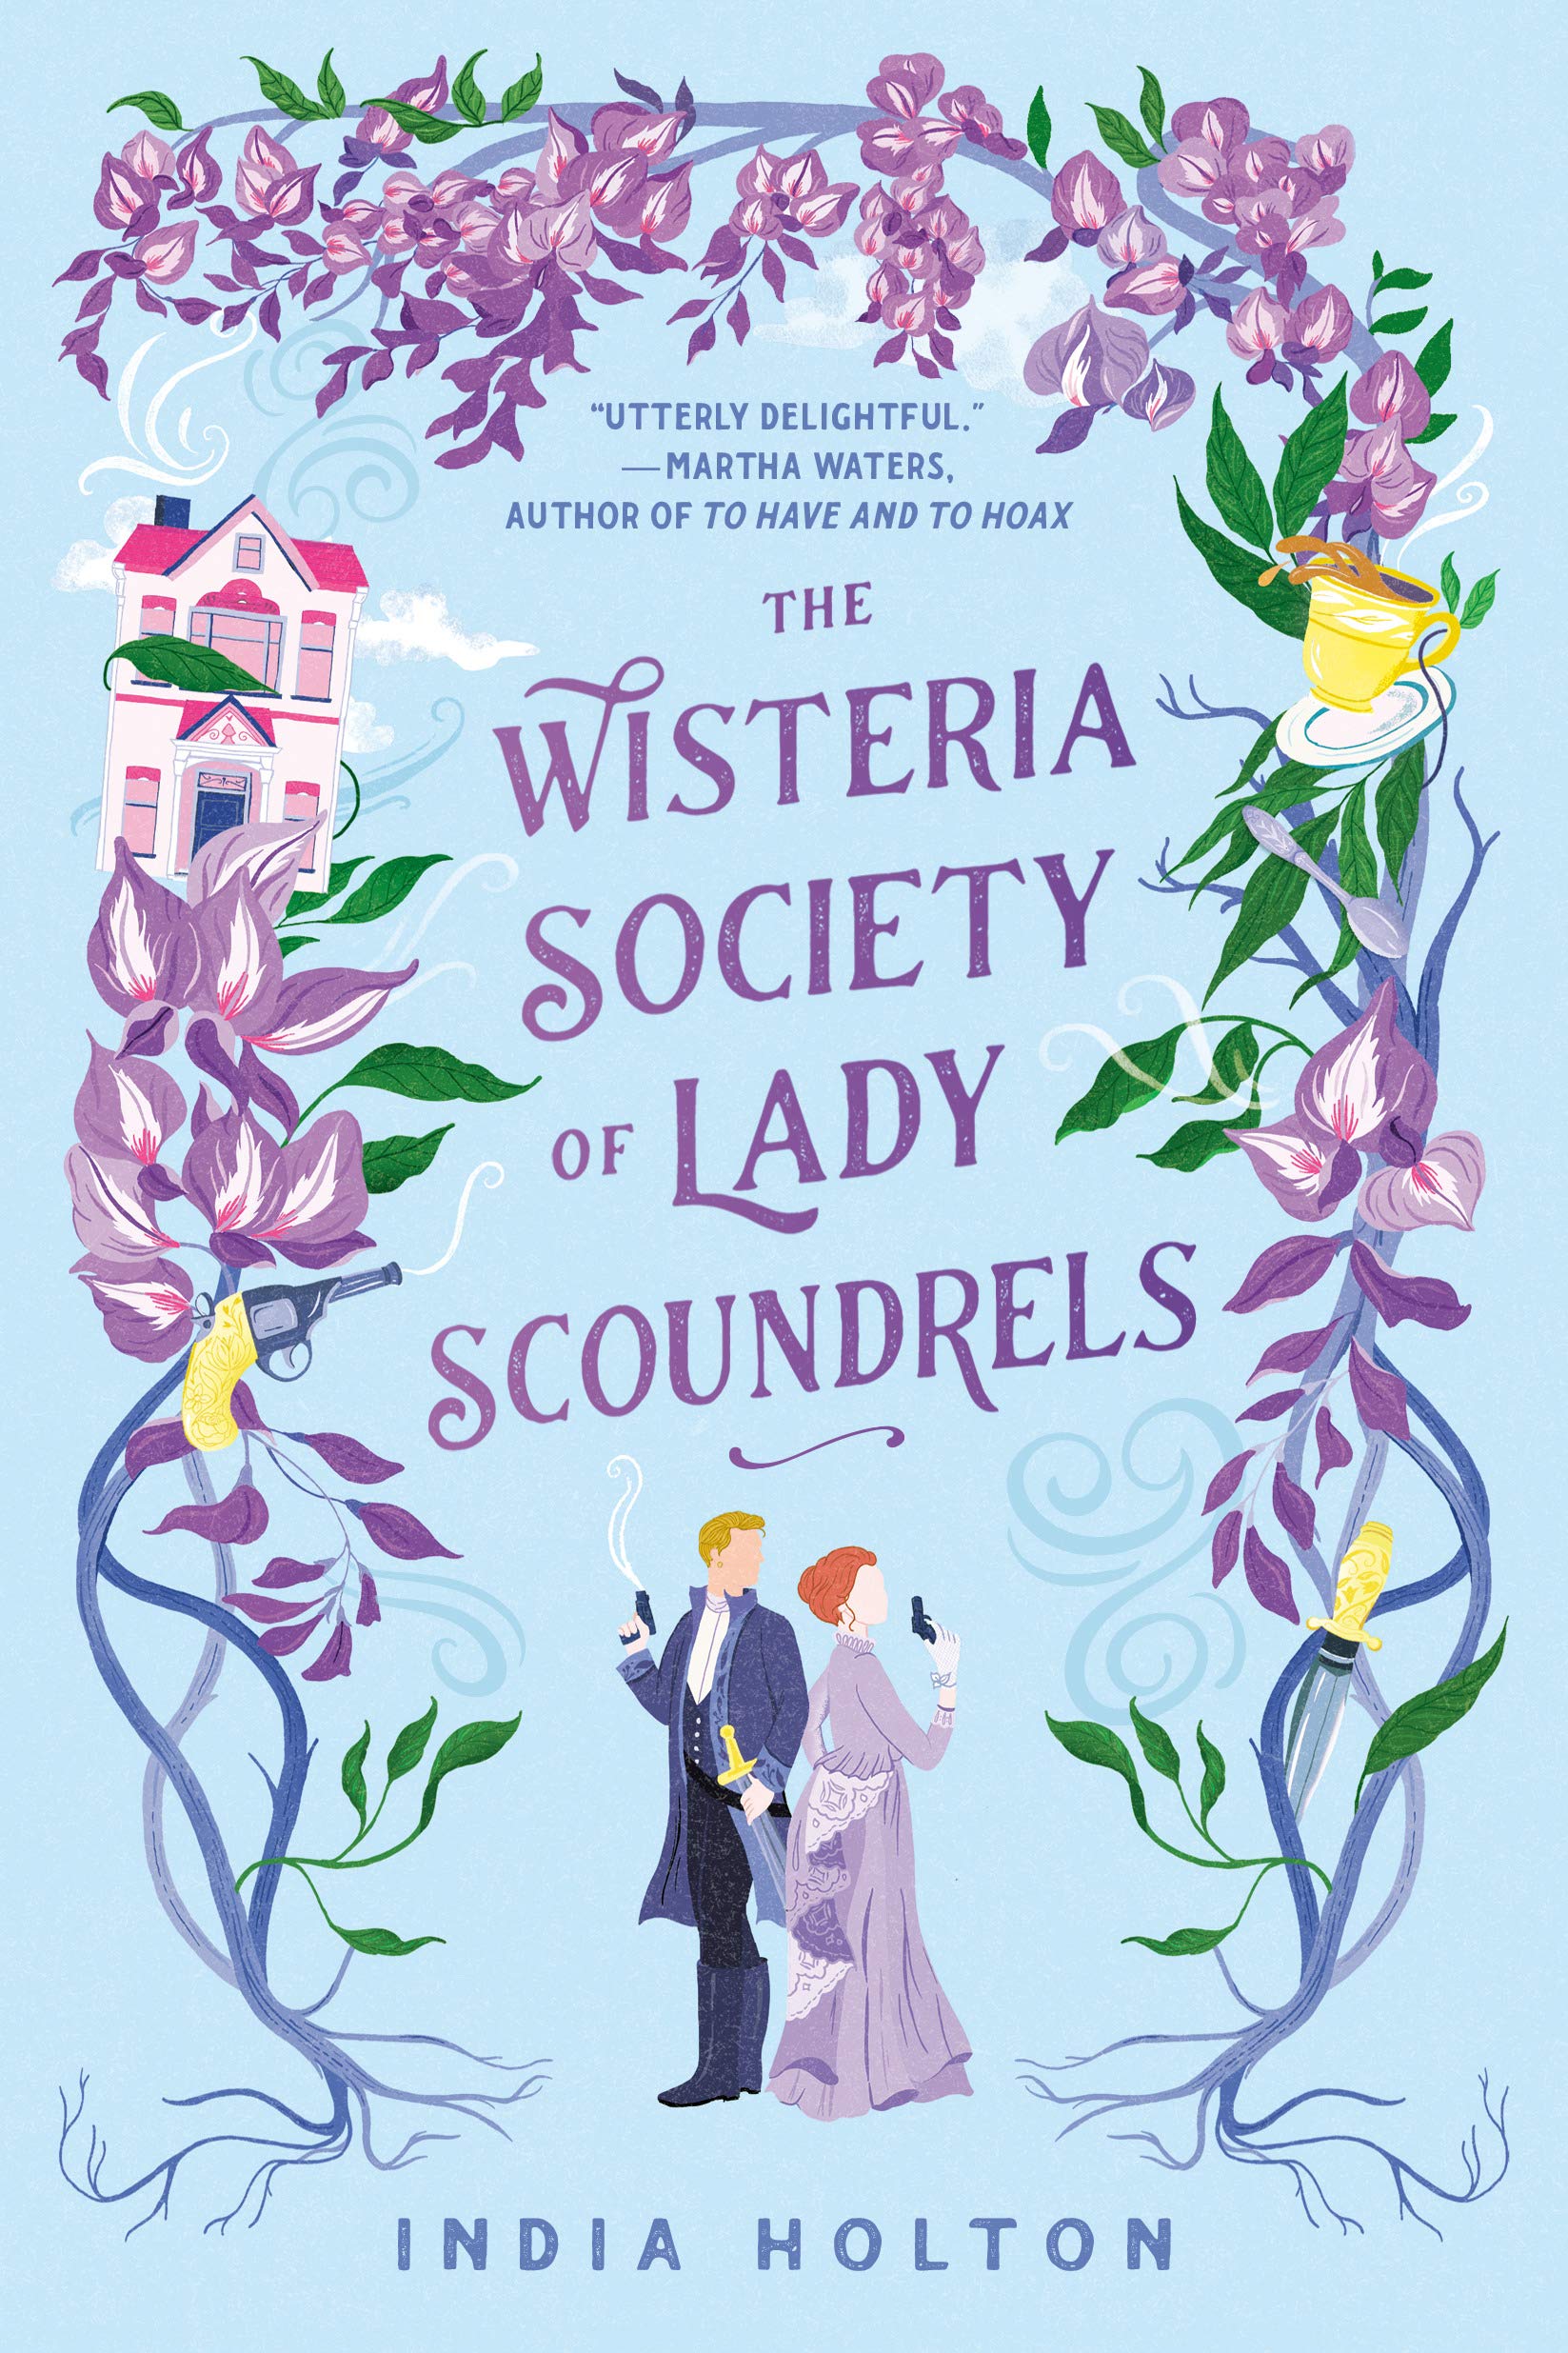 “UTTERLY DELIGHTFUL.”
—MARTHA WATERS,
AUTHOR OF TO HAVE AND TO HOAX
THE
WISTERIA
SOCIETY
OF LADY
SCOUNDRELS
INDIA HOLTON